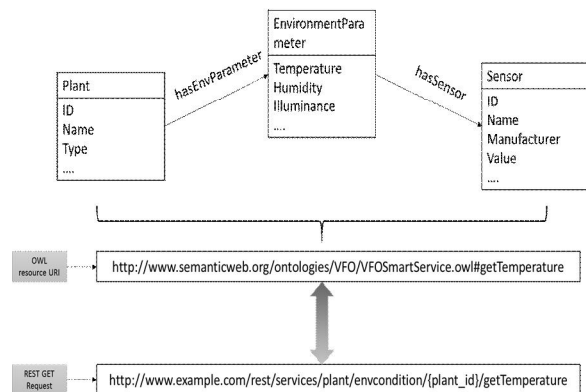 EnvironmentPara
meter
Temperature
Humidity
Illuminance
....
hasEnvParameter
hasSensor
Plant
ID
Name
Type
....
Sensor
ID
Name
Manufacturer
Value
....
OWL
resource URI
http://www.semanticweb.org/ontologies/VFO/VFOSmartService.owl#getTemperature
REST GET
Request
http://www.example.com/rest/services/plant/envcondition/{plant_id}/getTemperature